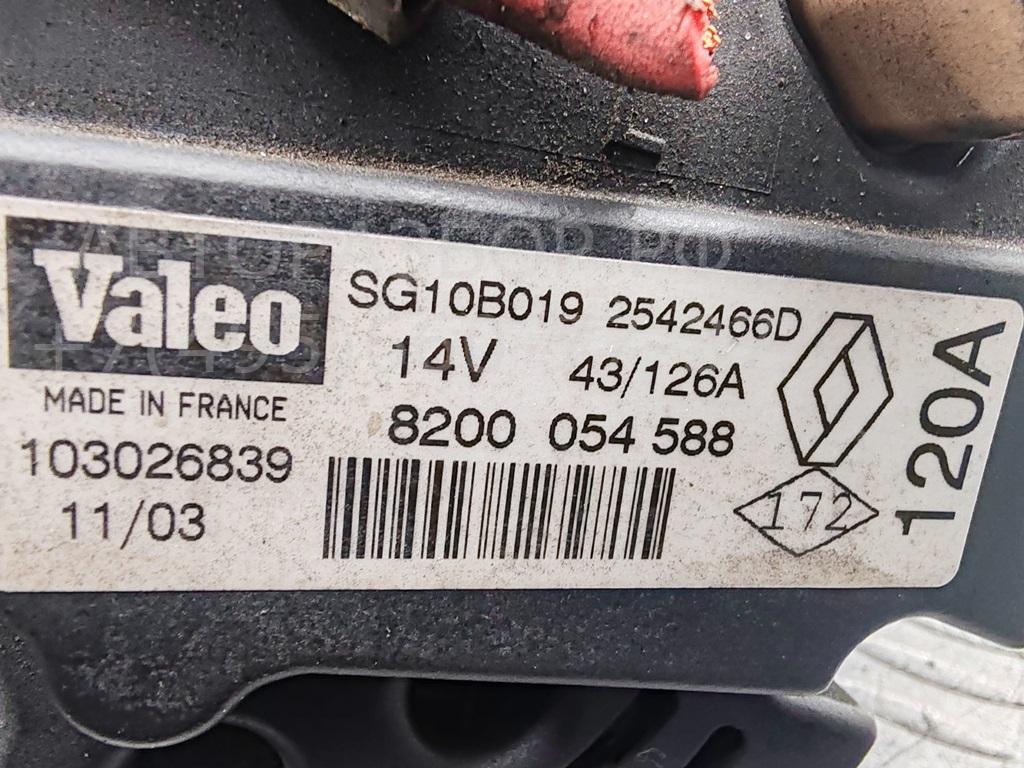 Valeo
MADE IN FRANCE
103026839
11/03
SG10B019 2542466D
14V 43/126A
8200 054 588
172
120A